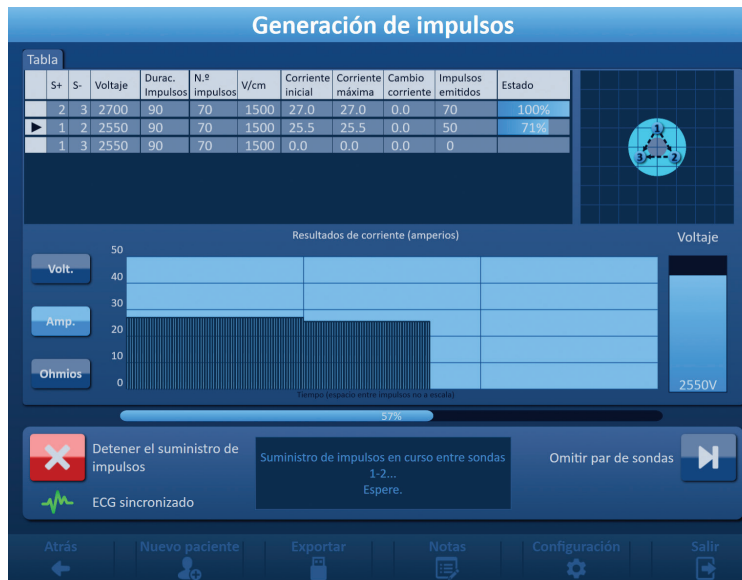 Generación de impulsos
Tabla
S+ S- Voltaje Durac. Impulsos N.º impulsos V/cm Corriente inicial Corriente máxima Cambio corriente Impulsos emitidos Estado
2 3 2700 90 70 1500 27.0 27.0 0.0 70 100%
1 2 2550 90 70 1500 25.5 25.5 0.0 50 71%
1 3 2550 90 70 1500 0.0 0.0 0.0 0
1
3 2
Resultados de corriente (amperios)
Voltaje
Volt.
Amp.
Ohmios
50
40
30
20
10
0
Tiempo (espacio entre impulsos no a escala)
2550V
57%
Detener el suministro de
impulsos
ECG sincronizado
Suministro de impulsos en curso entre sondas
1-2...
Espere.
Omitir par de sondas
Atrás Nuevo paciente Exportar Notas Configuración Salir